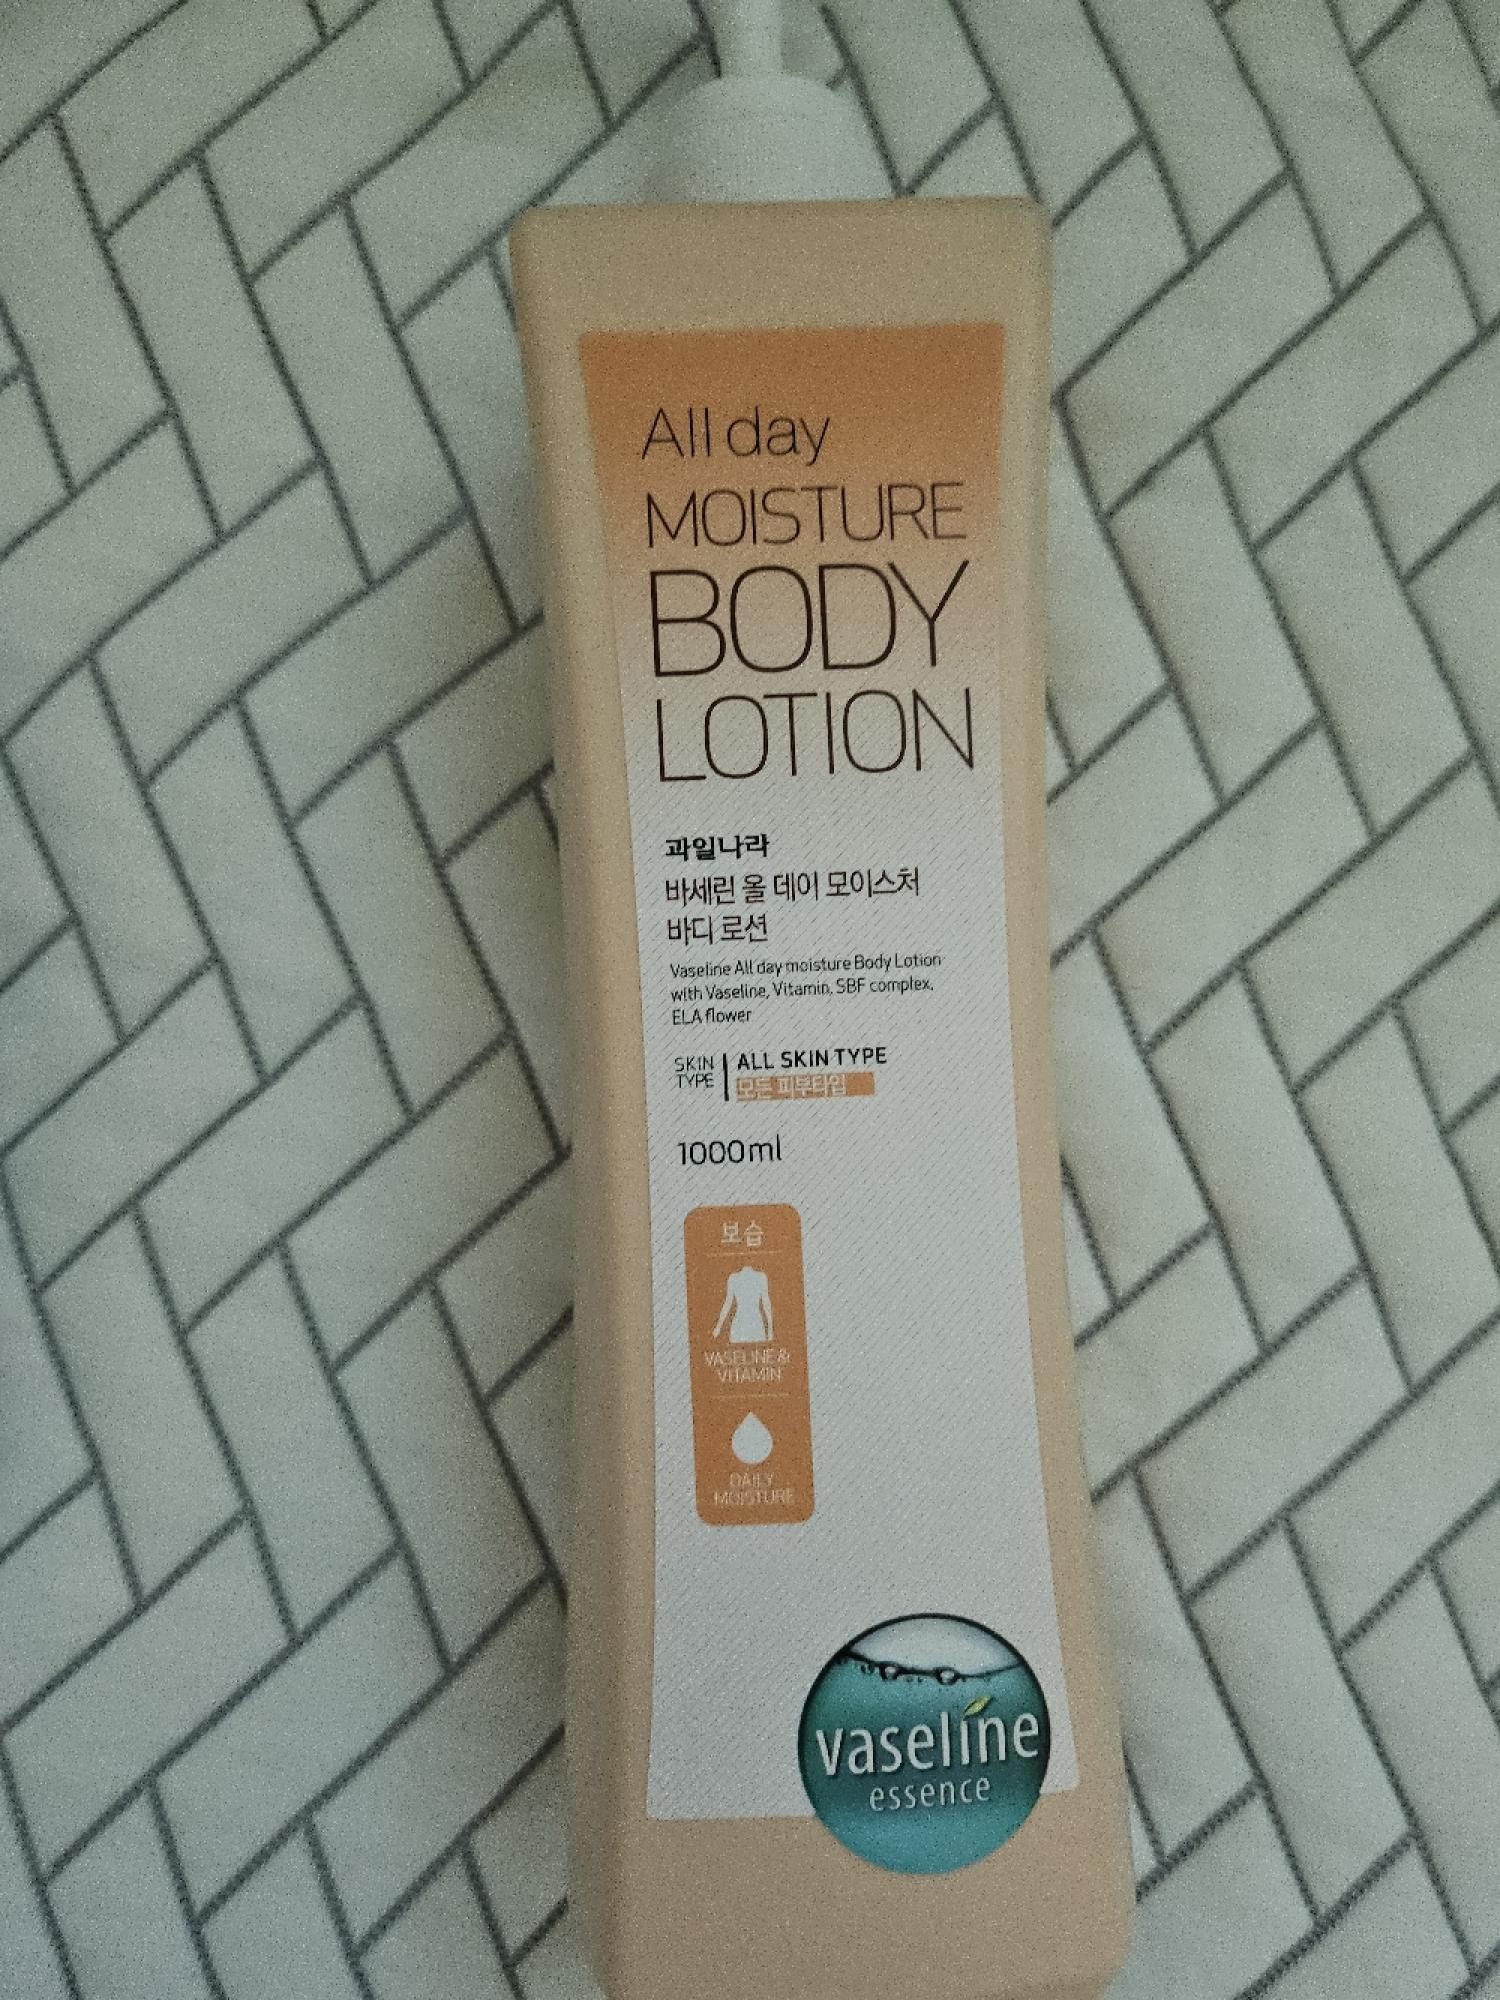 All day
MOISTURE
BODY
LOTION
과일나라
바세린 올 데이 모이스처
바디 로션
Vaseline All day moisture Body Lotion
with Vaseline, Vitamin, SBF complex,
ELA flower
SKIN TYPE
ALL SKIN TYPE
모든 피부타입
1000ml
보습
VASELINE &
VITAMIN
DAILY
MOISTURE
vaseline
essence